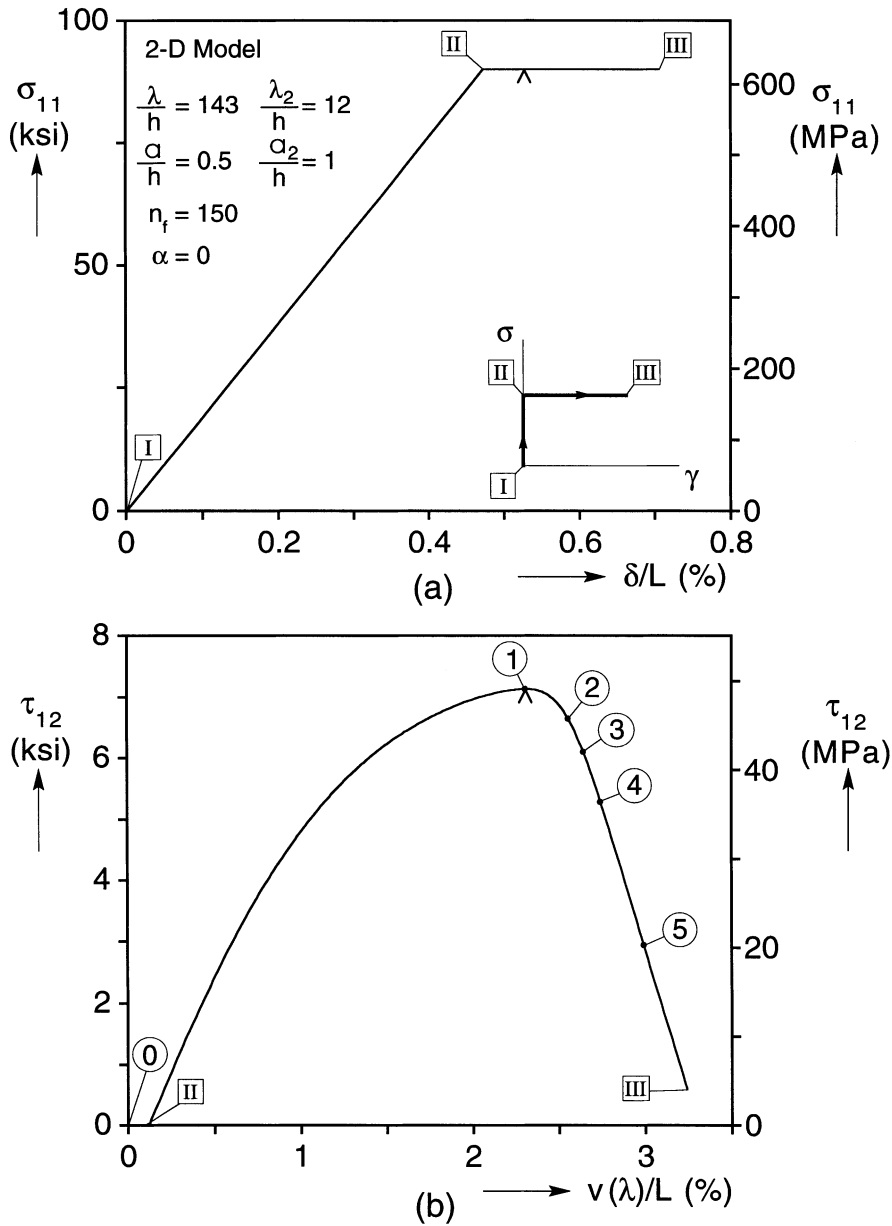 100
II
III
2-D Model
600
σ₁₁
(ksi)
λ/h = 143 λ₂/h = 12
σ₁₁
(MPa)
a/h = 0.5 a₂/h = 1
n_f = 150
400
α = 0
50
σ
II
III
200
I
I
γ
0
0
0 0.2 0.4 0.6 0.8
(a) δ/L (%)
8
1
2
τ₁₂
(ksi)
τ₁₂
(MPa)
3
6
40
4
4
5
20
2
0
II
III
0
0
0 1 2 3
(b) v(λ)/L (%)